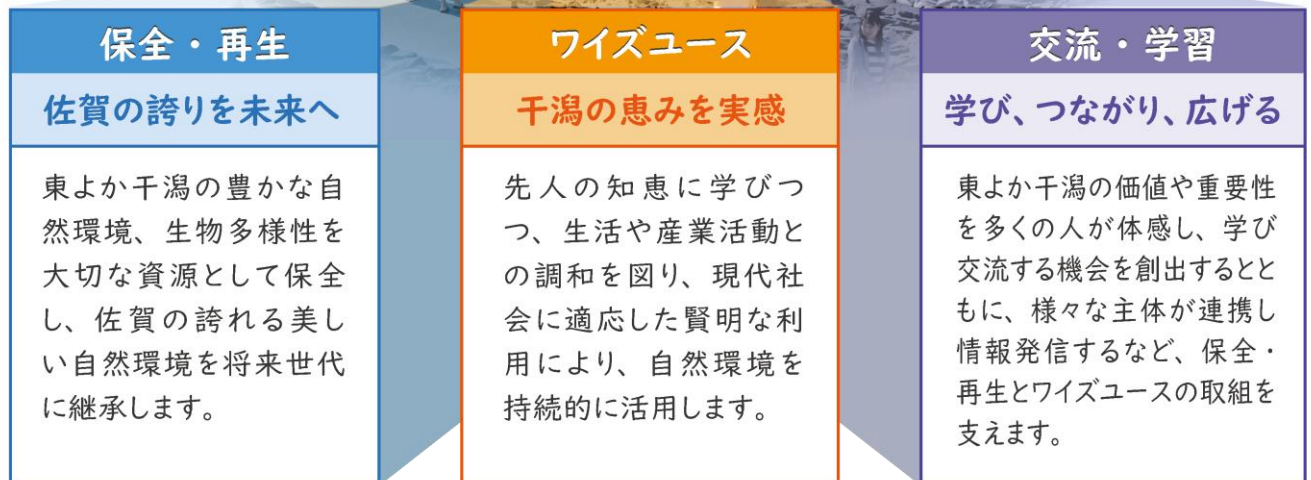 保全・再生
佐賀の誇りを未来へ
東よか干潟の豊かな自
然環境、生物多様性を
大切な資源として保全
し、佐賀の誇れる美し
い自然環境を将来世代
に継承します。
ワイズユース
干潟の恵みを実感
先人の知恵に学びつ
つ、生活や産業活動と
の調和を図り、現代社
会に適応した賢明な利
用により、自然環境を
持続的に活用します。
交流・学習
学び、つながり、広げる
東よか干潟の価値や重要性
を多くの人が体感し、学び
交流する機会を創出するとと
もに、様々な主体が連携し
情報発信するなど、保全・
再生とワイズユースの取組を
支えます。